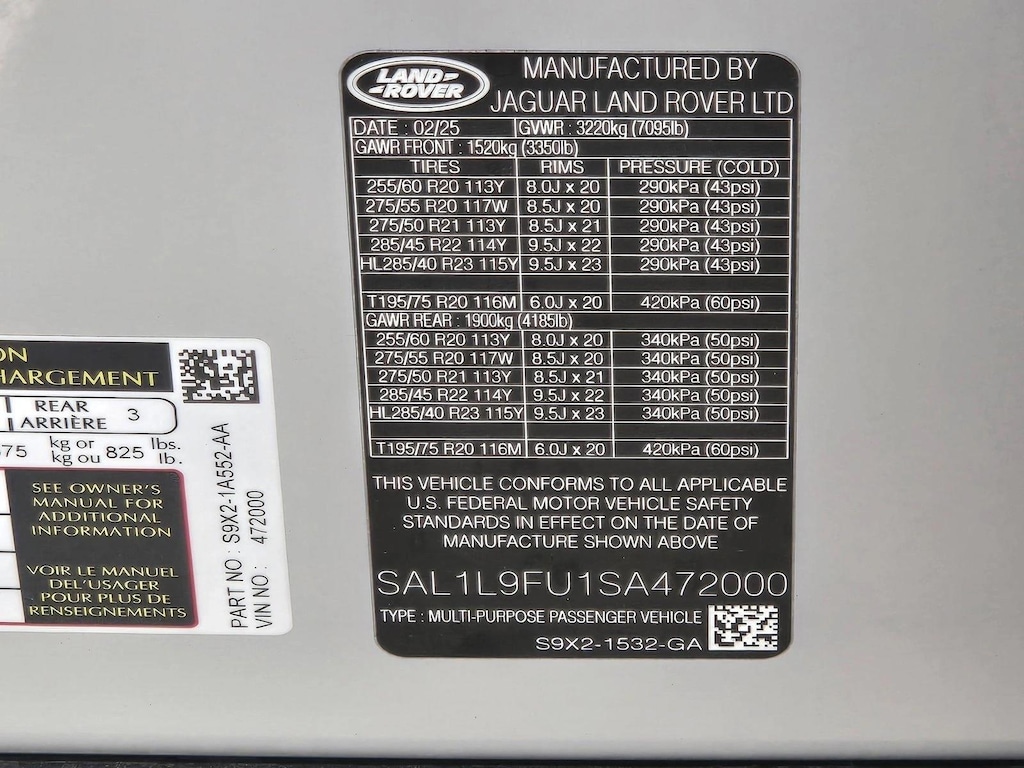 LAND-
-ROVER
MANUFACTURED BY
JAGUAR LAND ROVER LTD
DATE : 02/25 GVWR : 3220kg (7095lb)
GAWR FRONT : 1520kg (3350lb)
TIRES RIMS PRESSURE (COLD)
255/60 R20 113Y 8.0J x 20 290kPa (43psi)
275/55 R20 117W 8.5J x 20 290kPa (43psi)
275/50 R21 113Y 8.5J x 21 290kPa (43psi)
285/45 R22 114Y 9.5J x 22 290kPa (43psi)
HL285/40 R23 115Y 9.5J x 23 290kPa (43psi)
T195/75 R20 116M 6.0J x 20 420kPa (60psi)
GAWR REAR : 1900kg (4185lb)
255/60 R20 113Y 8.0J x 20 340kPa (50psi)
275/55 R20 117W 8.5J x 20 340kPa (50psi)
275/50 R21 113Y 8.5J x 21 340kPa (50psi)
285/45 R22 114Y 9.5J x 22 340kPa (50psi)
HL285/40 R23 115Y 9.5J x 23 340kPa (50psi)
T195/75 R20 116M 6.0J x 20 420kPa (60psi)
THIS VEHICLE CONFORMS TO ALL APPLICABLE
U.S. FEDERAL MOTOR VEHICLE SAFETY
STANDARDS IN EFFECT ON THE DATE OF
MANUFACTURE SHOWN ABOVE
SAL1L9FU1SA472000
TYPE : MULTI-PURPOSE PASSENGER VEHICLE
S9X2-1532-GA
ON
HARGEMENT
REAR
ARRIÈRE 3
75 kg or 825 lbs.
kg ou lb.
SEE OWNER'S
MANUAL FOR
ADDITIONAL
INFORMATION
VOIR LE MANUEL
DEL'USAGER
POUR PLUS DE
RENSEIGNEMENTS
PART NO : S9X2-1A552-AA
VIN NO : 472000